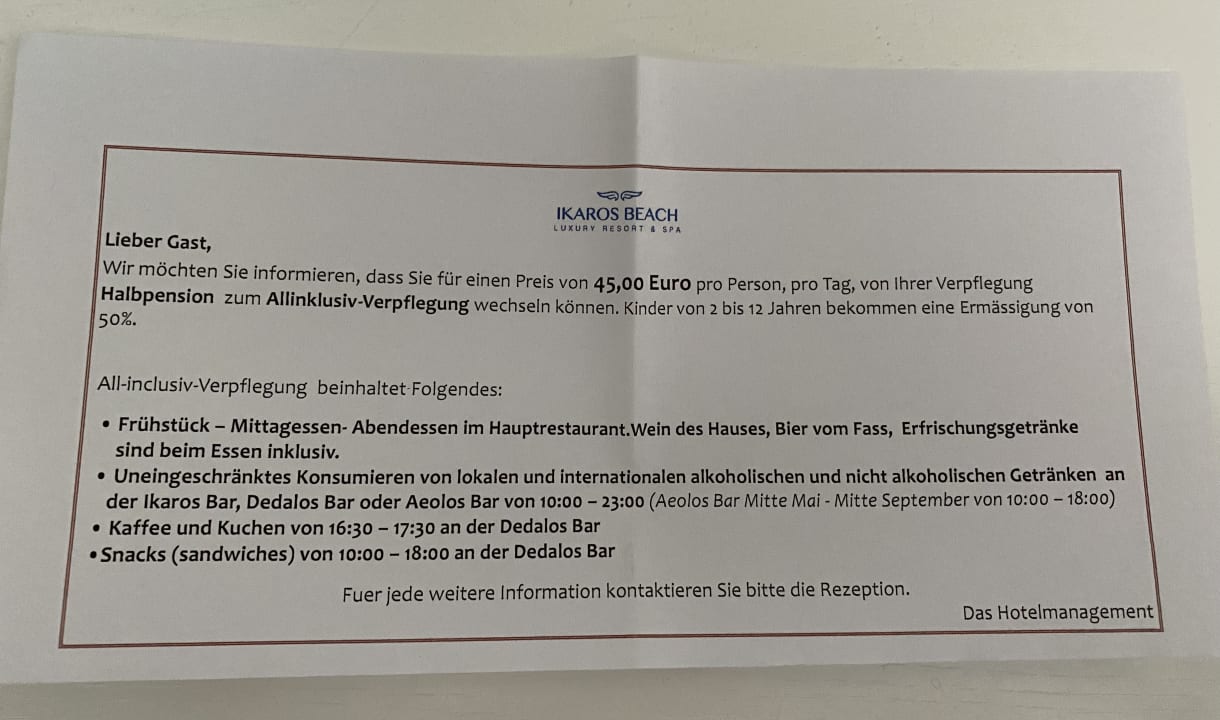 IKAROS BEACH
LUXURY RESORT & SPA
Lieber Gast,
Wir möchten Sie informieren, dass Sie für einen Preis von 45,00 Euro pro Person, pro Tag, von Ihrer Verpflegung
Halbpension zum Allinklusiv-Verpflegung wechseln können. Kinder von 2 bis 12 Jahren bekommen eine Ermässigung von
50%.
All-inclusiv-Verpflegung beinhaltet Folgendes:
• Frühstück – Mittagessen- Abendessen im Hauptrestaurant.Wein des Hauses, Bier vom Fass, Erfrischungsgetränke
sind beim Essen inklusiv.
• Uneingeschränktes Konsumieren von lokalen und internationalen alkoholischen und nicht alkoholischen Getränken an
der Ikaros Bar, Dedalos Bar oder Aeolos Bar von 10:00 – 23:00 (Aeolos Bar Mitte Mai - Mitte September von 10:00 – 18:00)
• Kaffee und Kuchen von 16:30 – 17:30 an der Dedalos Bar
• Snacks (sandwiches) von 10:00 – 18:00 an der Dedalos Bar
Fuer jede weitere Information kontaktieren Sie bitte die Rezeption.
Das Hotelmanagement